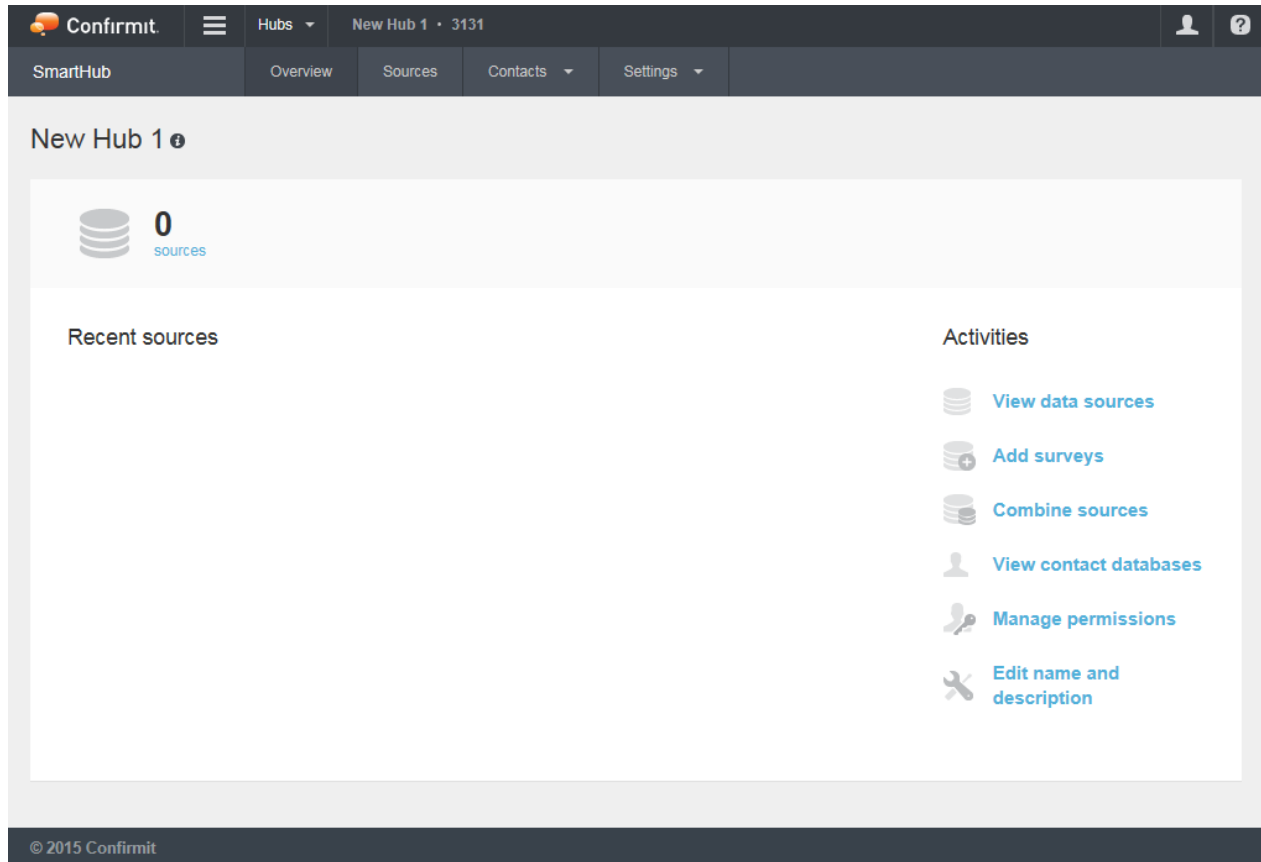 Confirmit.
Hubs
New Hub 1 • 3131
SmartHub
Overview
Sources
Contacts
Settings
New Hub 1
0
sources
Recent sources
Activities
View data sources
Add surveys
Combine sources
View contact databases
Manage permissions
Edit name and
description
© 2015 Confirmit